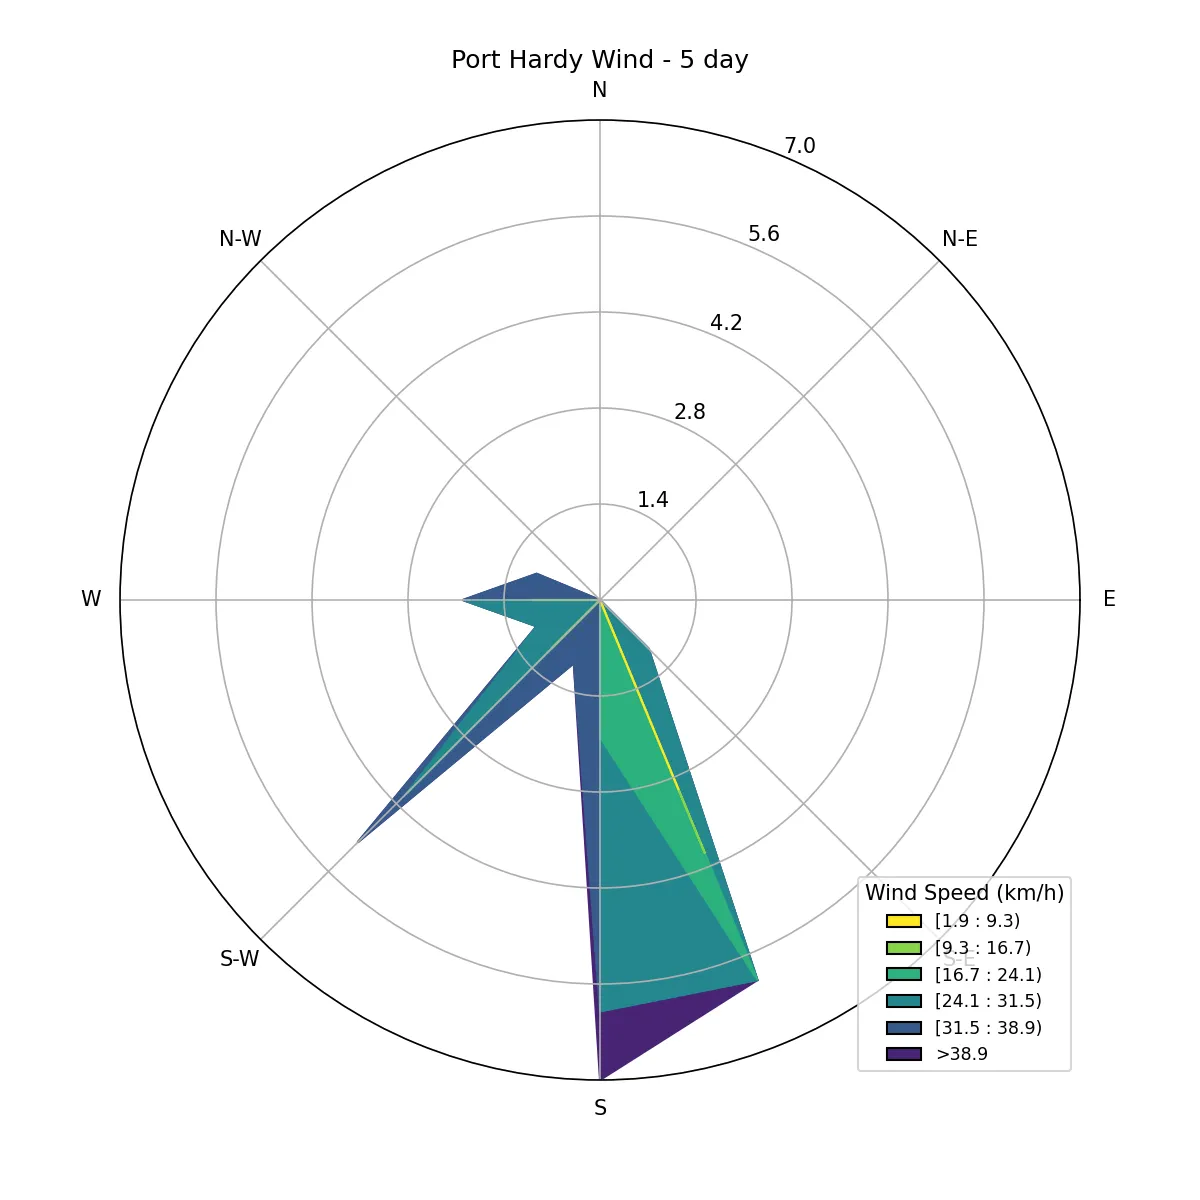 Port Hardy Wind - 5 day
N
7.0
N-W
5.6
N-E
4.2
2.8
1.4
W
E
S-W
S-E
S
Wind Speed (km/h)
[1.9 : 9.3)
[9.3 : 16.7)
[16.7 : 24.1)
[24.1 : 31.5)
[31.5 : 38.9)
>38.9